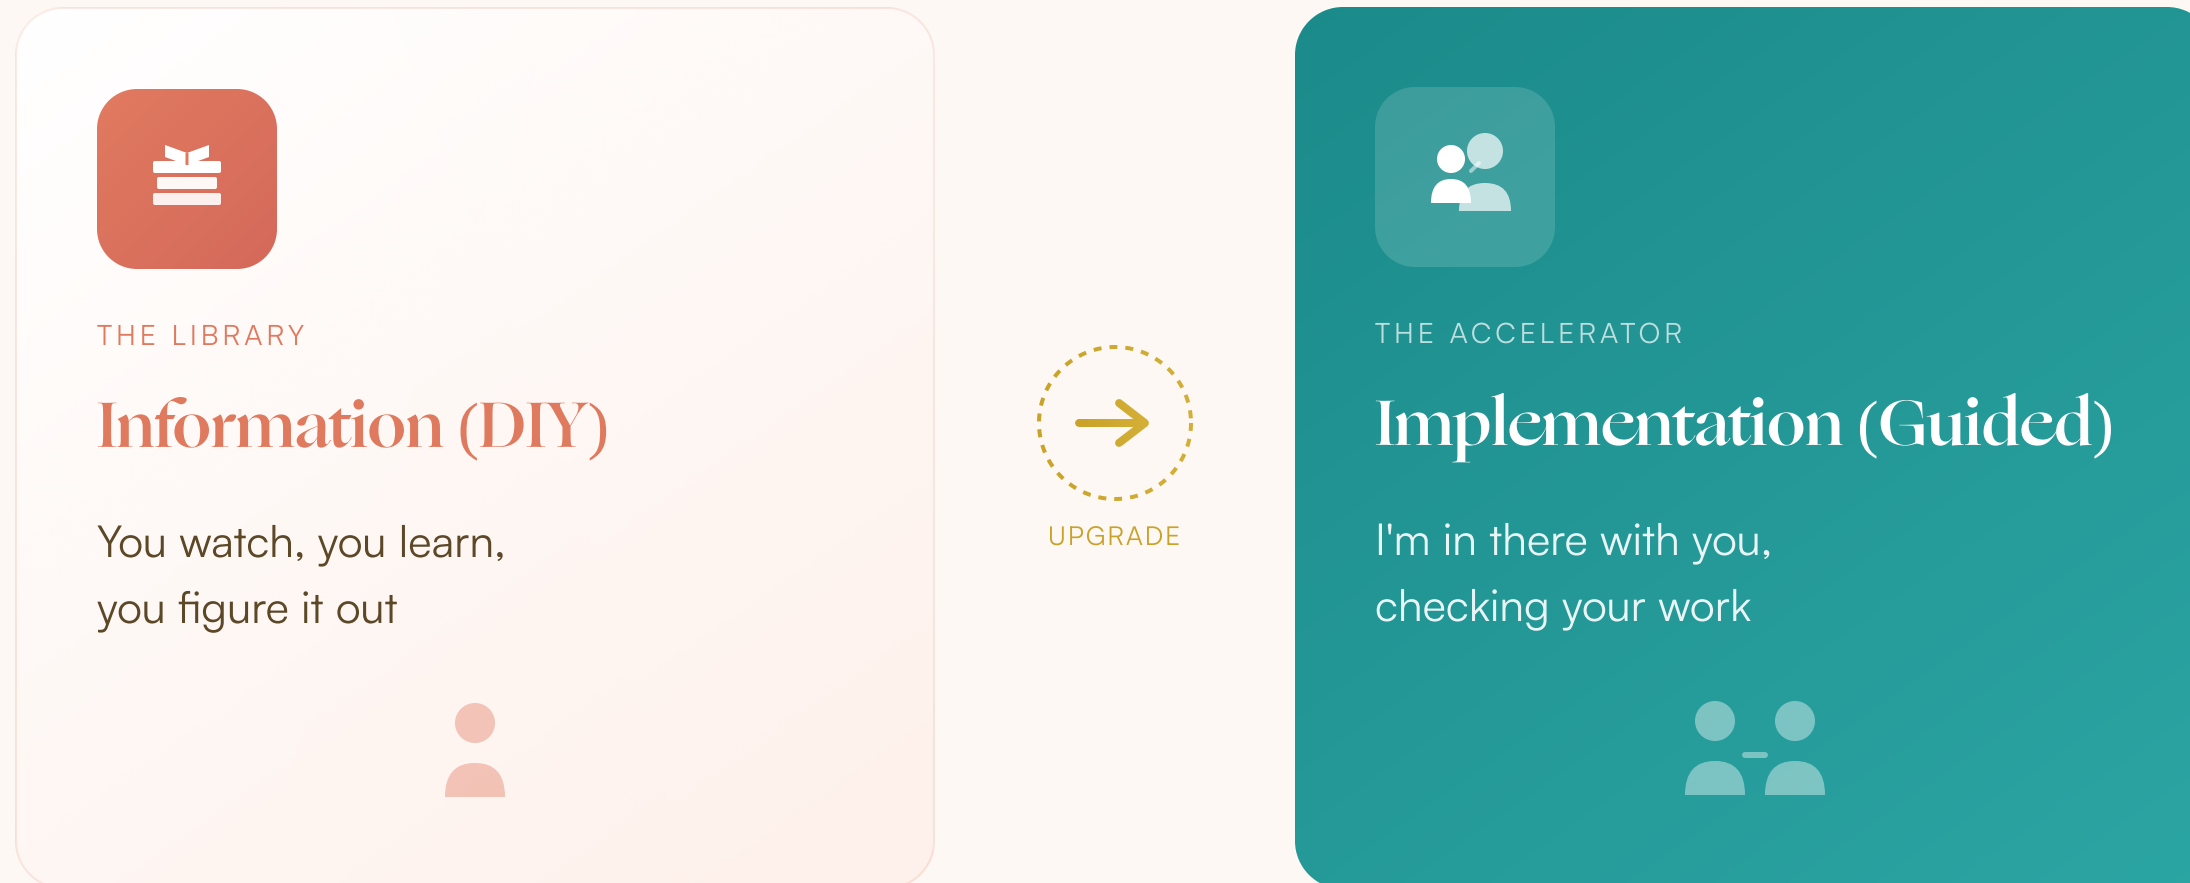 THE LIBRARY
Information (DIY)
You watch, you learn,
you figure it out
UPGRADE
THE ACCELERATOR
Implementation (Guided)
I'm in there with you,
checking your work